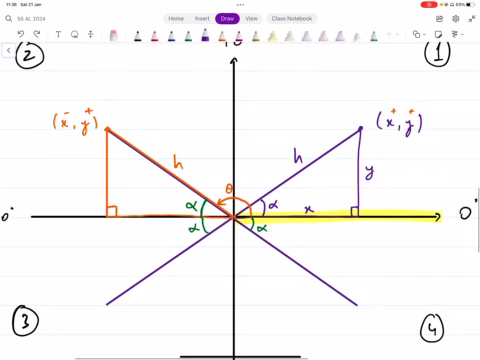 11:36 Sat 21 Jan
53%
S6 AL 2024
Home Insert Draw View Class Notebook
2
1
(x⁻, y⁺)
(x⁺, y⁺)
h
h
y
θ
α
α
x
0°
0°
α
α
3
4